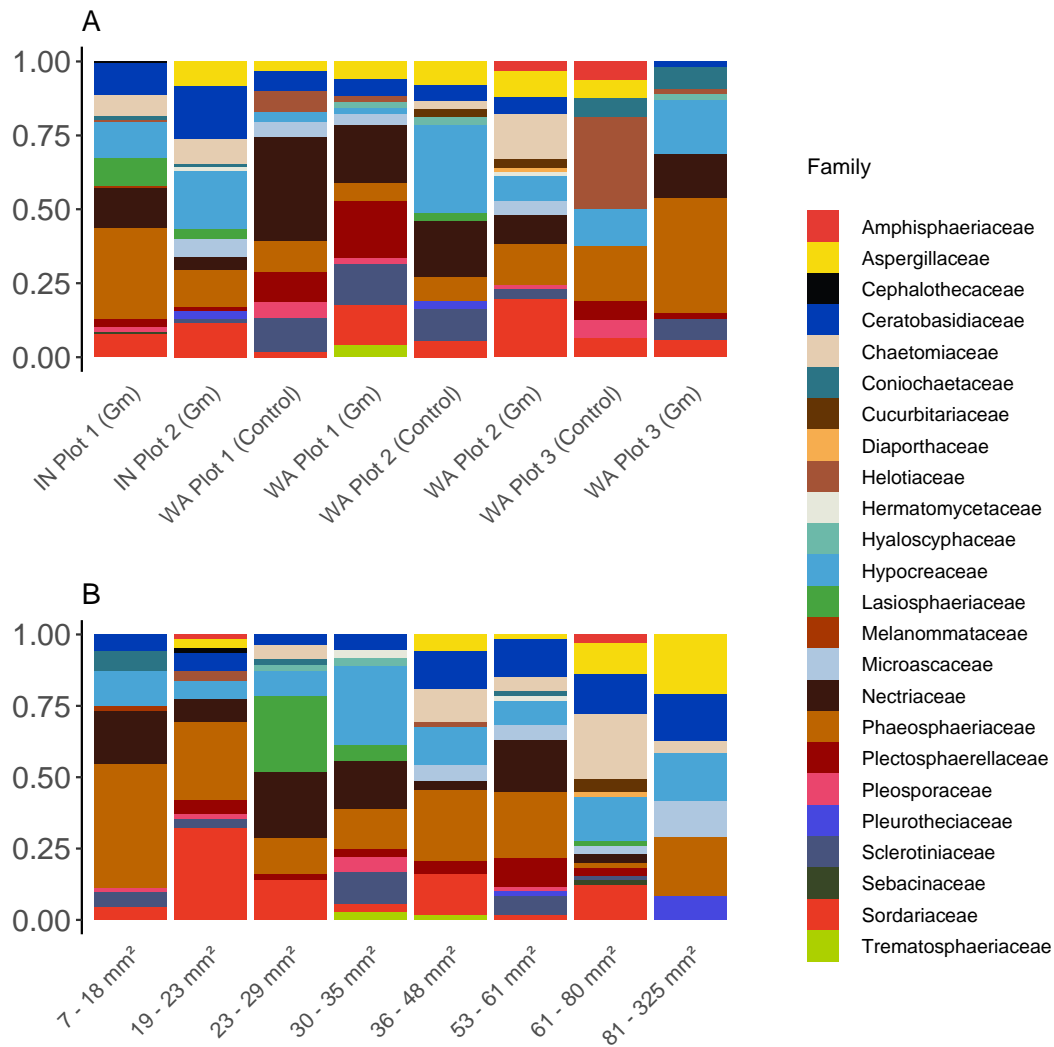 A
1.00
0.75
0.50
0.25
0.00
IN Plot 1 (Gm)
IN Plot 2 (Gm)
WA Plot 1 (Control)
WA Plot 1 (Gm)
WA Plot 2 (Control)
WA Plot 2 (Gm)
WA Plot 3 (Control)
WA Plot 3 (Gm)
B
1.00
0.75
0.50
0.25
0.00
7 - 18 mm²
19 - 23 mm²
23 - 29 mm²
30 - 35 mm²
36 - 48 mm²
53 - 61 mm²
61 - 80 mm²
81 - 325 mm²
Family
Amphisphaeriaceae
Aspergillaceae
Cephalothecaceae
Ceratobasidiaceae
Chaetomiaceae
Coniochaetaceae
Cucurbitariaceae
Diaporthaceae
Helotiaceae
Hermatomycetaceae
Hyaloscyphaceae
Hypocreaceae
Lasiosphaeriaceae
Melanommataceae
Microascaceae
Nectriaceae
Phaeosphaeriaceae
Plectosphaerellaceae
Pleosporaceae
Pleurotheciaceae
Sclerotiniaceae
Sebacinaceae
Sordariaceae
Trematosphaeriaceae